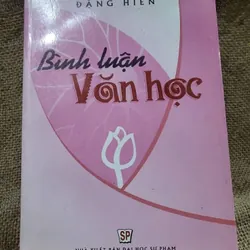 ĐẶNG HIỂN
Bình luận
Văn học
SP
NHÀ XUẤT BẢN ĐẠI HỌC SƯ PHẠM